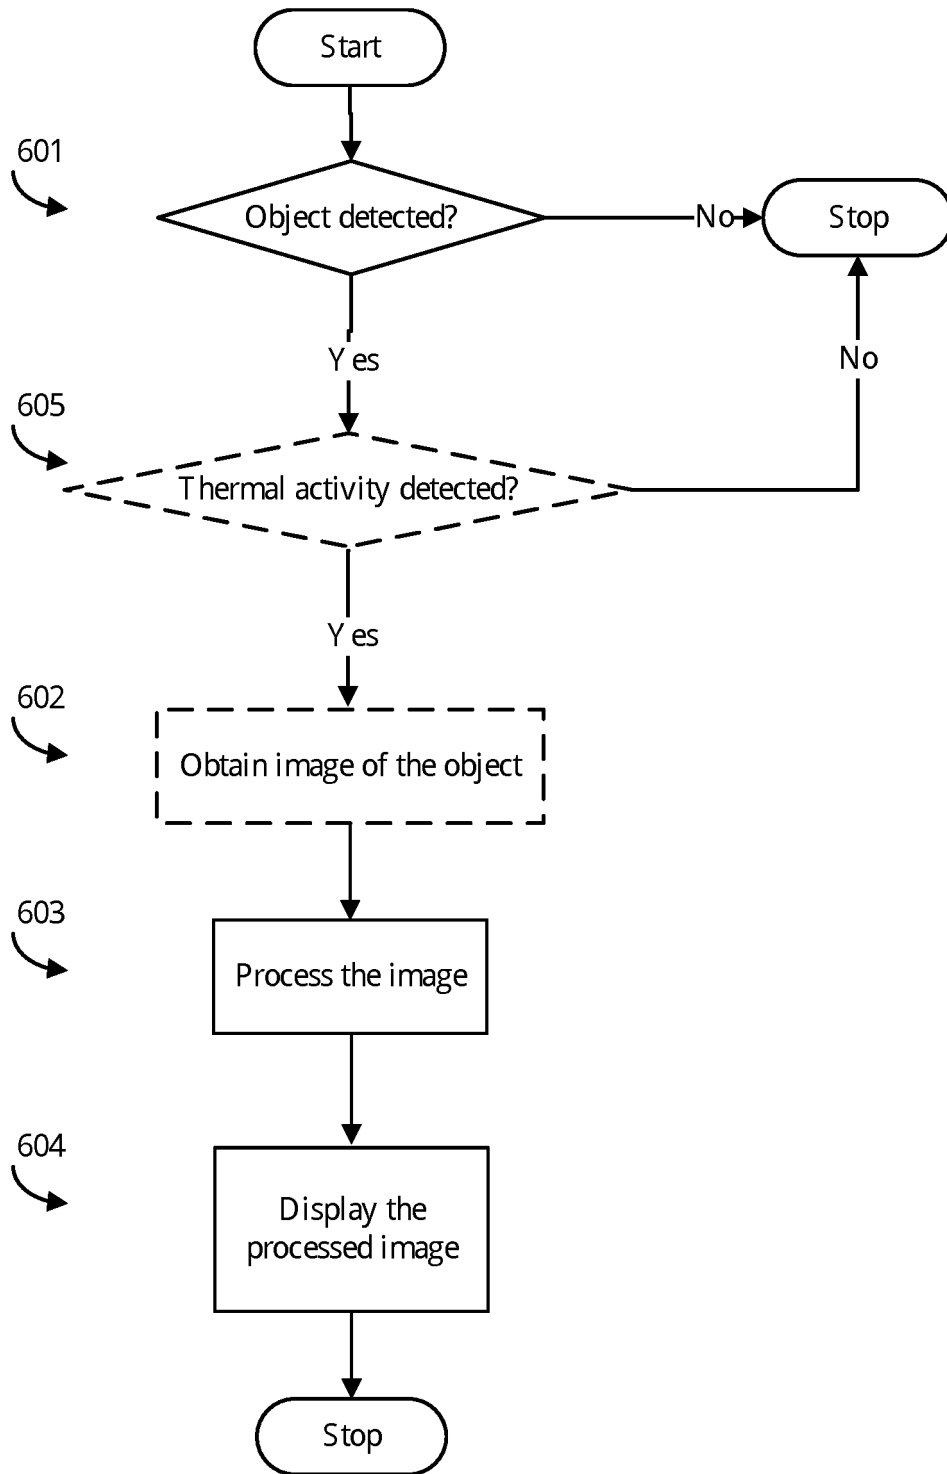 Start
601
Object detected?
No
Stop
Yes
No
605
Thermal activity detected?
Yes
602
Obtain image of the object
603
Process the image
604
Display the
processed image
Stop